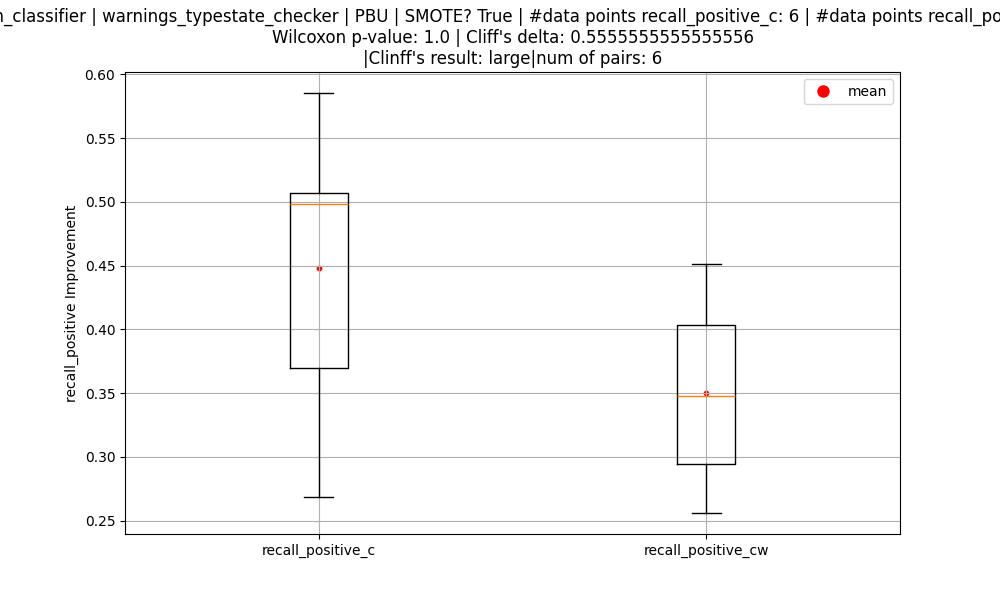 _classifier | warnings_typestate_checker | PBU | SMOTE? True | #data points recall_positive_c: 6 | #data points
Wilcoxon p-value: 1.0 | Cliff's delta: 0.5555555555555556
|Clinff's result: large|num of pairs: 6
0.60
mean
0.55
0.50
0.45
0.40
0.35
0.30
0.25
recall_positive Improvement
recall_positive_c
recall_positive_cw